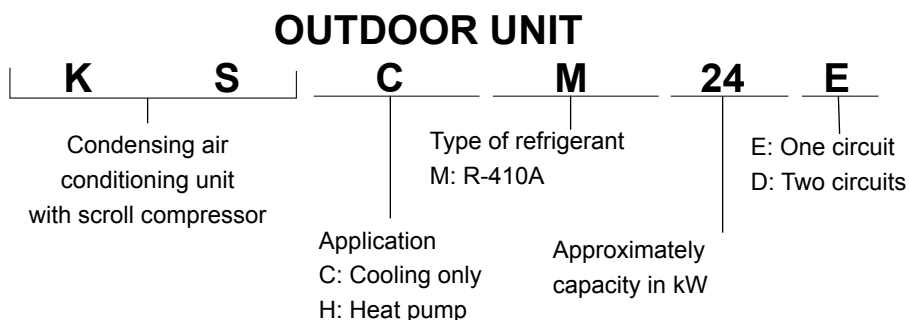 OUTDOOR UNIT
K S C M 24 E
Condensing air
conditioning unit
with scroll compressor
Application
C: Cooling only
H: Heat pump
Type of refrigerant
M: R-410A
Approximately
capacity in kW
E: One circuit
D: Two circuits